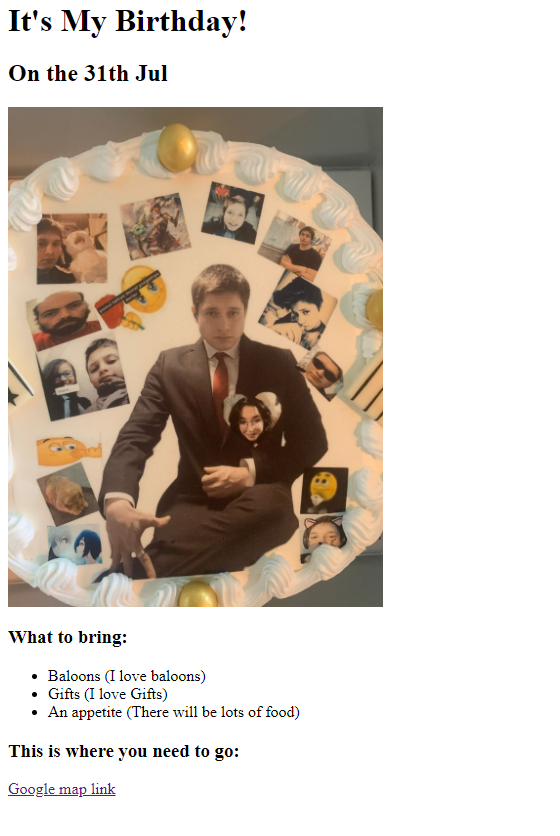 It's My Birthday!
On the 31th Jul
What to bring:
Baloons (I love baloons)
Gifts (I love Gifts)
An appetite (There will be lots of food)
This is where you need to go:
Google map link